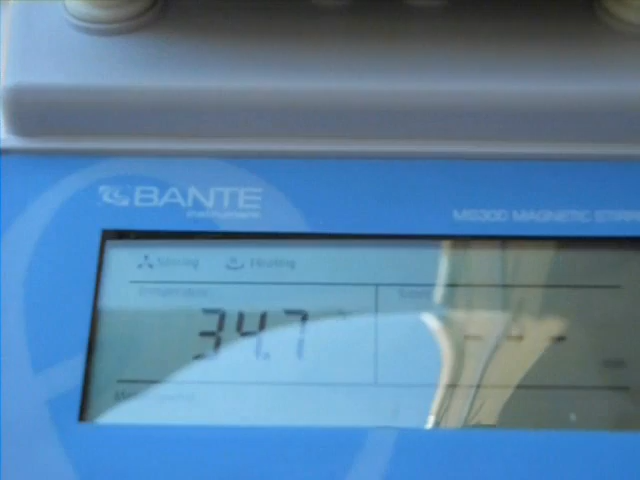 BANTE
instrument
MS300 MAGNETIC STIRR
Stirring Heating
Temperature
34.7
- - -